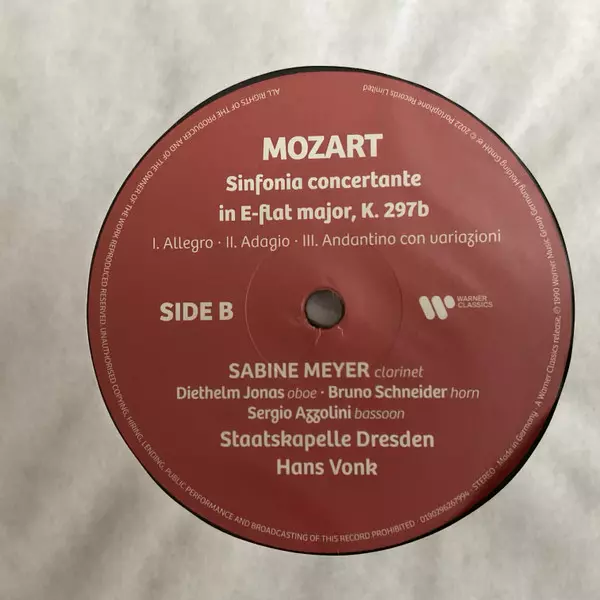 MOZART
Sinfonia concertante
in E-flat major, K. 297b
I. Allegro · II. Adagio · III. Andantino con variazioni
SIDE B
WARNER
CLASSICS
SABINE MEYER clarinet
Diethelm Jonas oboe · Bruno Schneider horn
Sergio Azzolini bassoon
Staatskapelle Dresden
Hans Vonk
ALL RIGHTS OF THE PRODUCER AND OF THE OWNER OF THE WORK REPRODUCED RESERVED. UNAUTHORISED COPYING, HIRING, LENDING, PUBLIC PERFORMANCE AND BROADCASTING OF THIS RECORD PROHIBITED · 0190296261994 · STEREO · Made in Germany
A Warner Classics release, ℗ 1990 Warner Music Group Germany Holding GmbH © 2022 Parlophone Records Limited